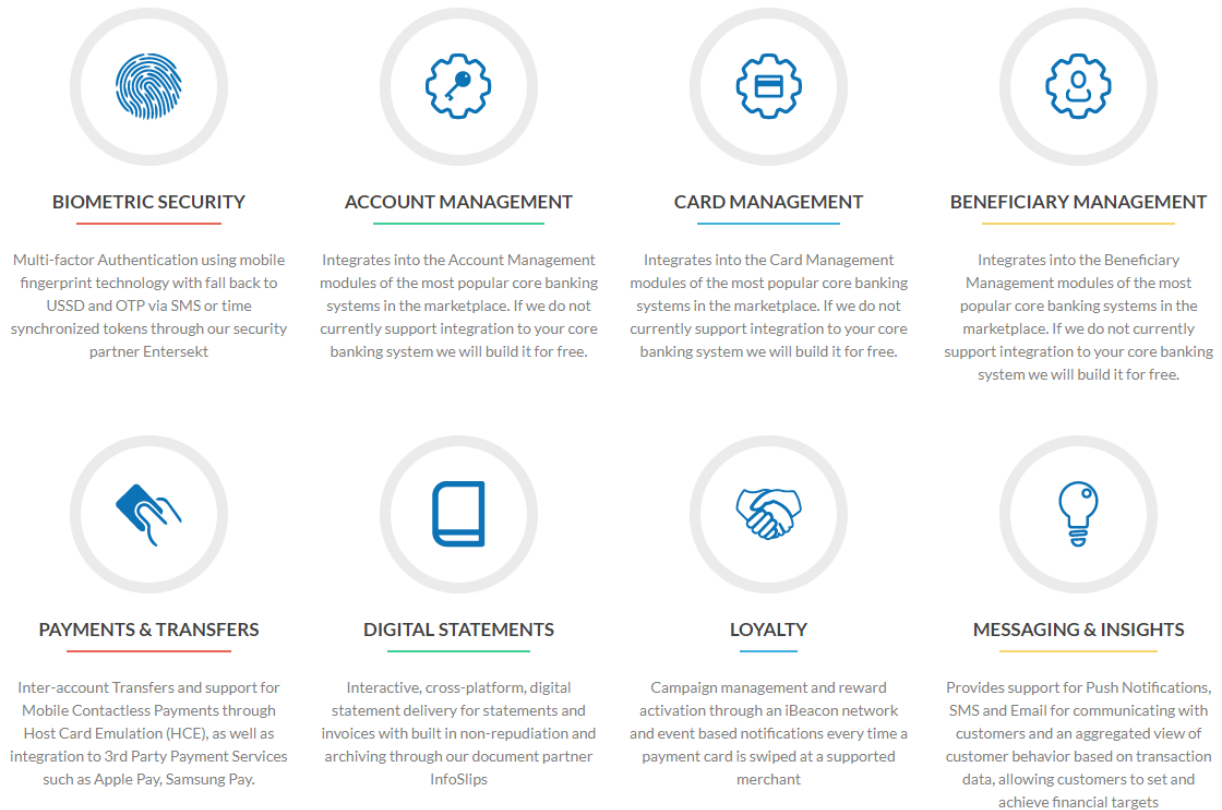 BIOMETRIC SECURITY
Multi-factor Authentication using mobile
fingerprint technology with fall back to
USSD and OTP via SMS or time
synchronized tokens through our security
partner Entersekt
ACCOUNT MANAGEMENT
Integrates into the Account Management
modules of the most popular core banking
systems in the marketplace. If we do not
currently support integration to your core
banking system we will build it for free.
CARD MANAGEMENT
Integrates into the Card Management
modules of the most popular core banking
systems in the marketplace. If we do not
currently support integration to your core
banking system we will build it for free.
BENEFICIARY MANAGEMENT
Integrates into the Beneficiary
Management modules of the most
popular core banking systems in the
marketplace. If we do not currently
support integration to your core banking
system we will build it for free.
PAYMENTS & TRANSFERS
Inter-account Transfers and support for
Mobile Contactless Payments through
Host Card Emulation (HCE), as well as
integration to 3rd Party Payment Services
such as Apple Pay, Samsung Pay.
DIGITAL STATEMENTS
Interactive, cross-platform, digital
statement delivery for statements and
invoices with built in non-repudiation and
archiving through our document partner
InfoSlips
LOYALTY
Campaign management and reward
activation through an iBeacon network
and event based notifications every time a
payment card is swiped at a supported
merchant
MESSAGING & INSIGHTS
Provides support for Push Notifications,
SMS and Email for communicating with
customers and an aggregated view of
customer behavior based on transaction
data, allowing customers to set and
achieve financial targets